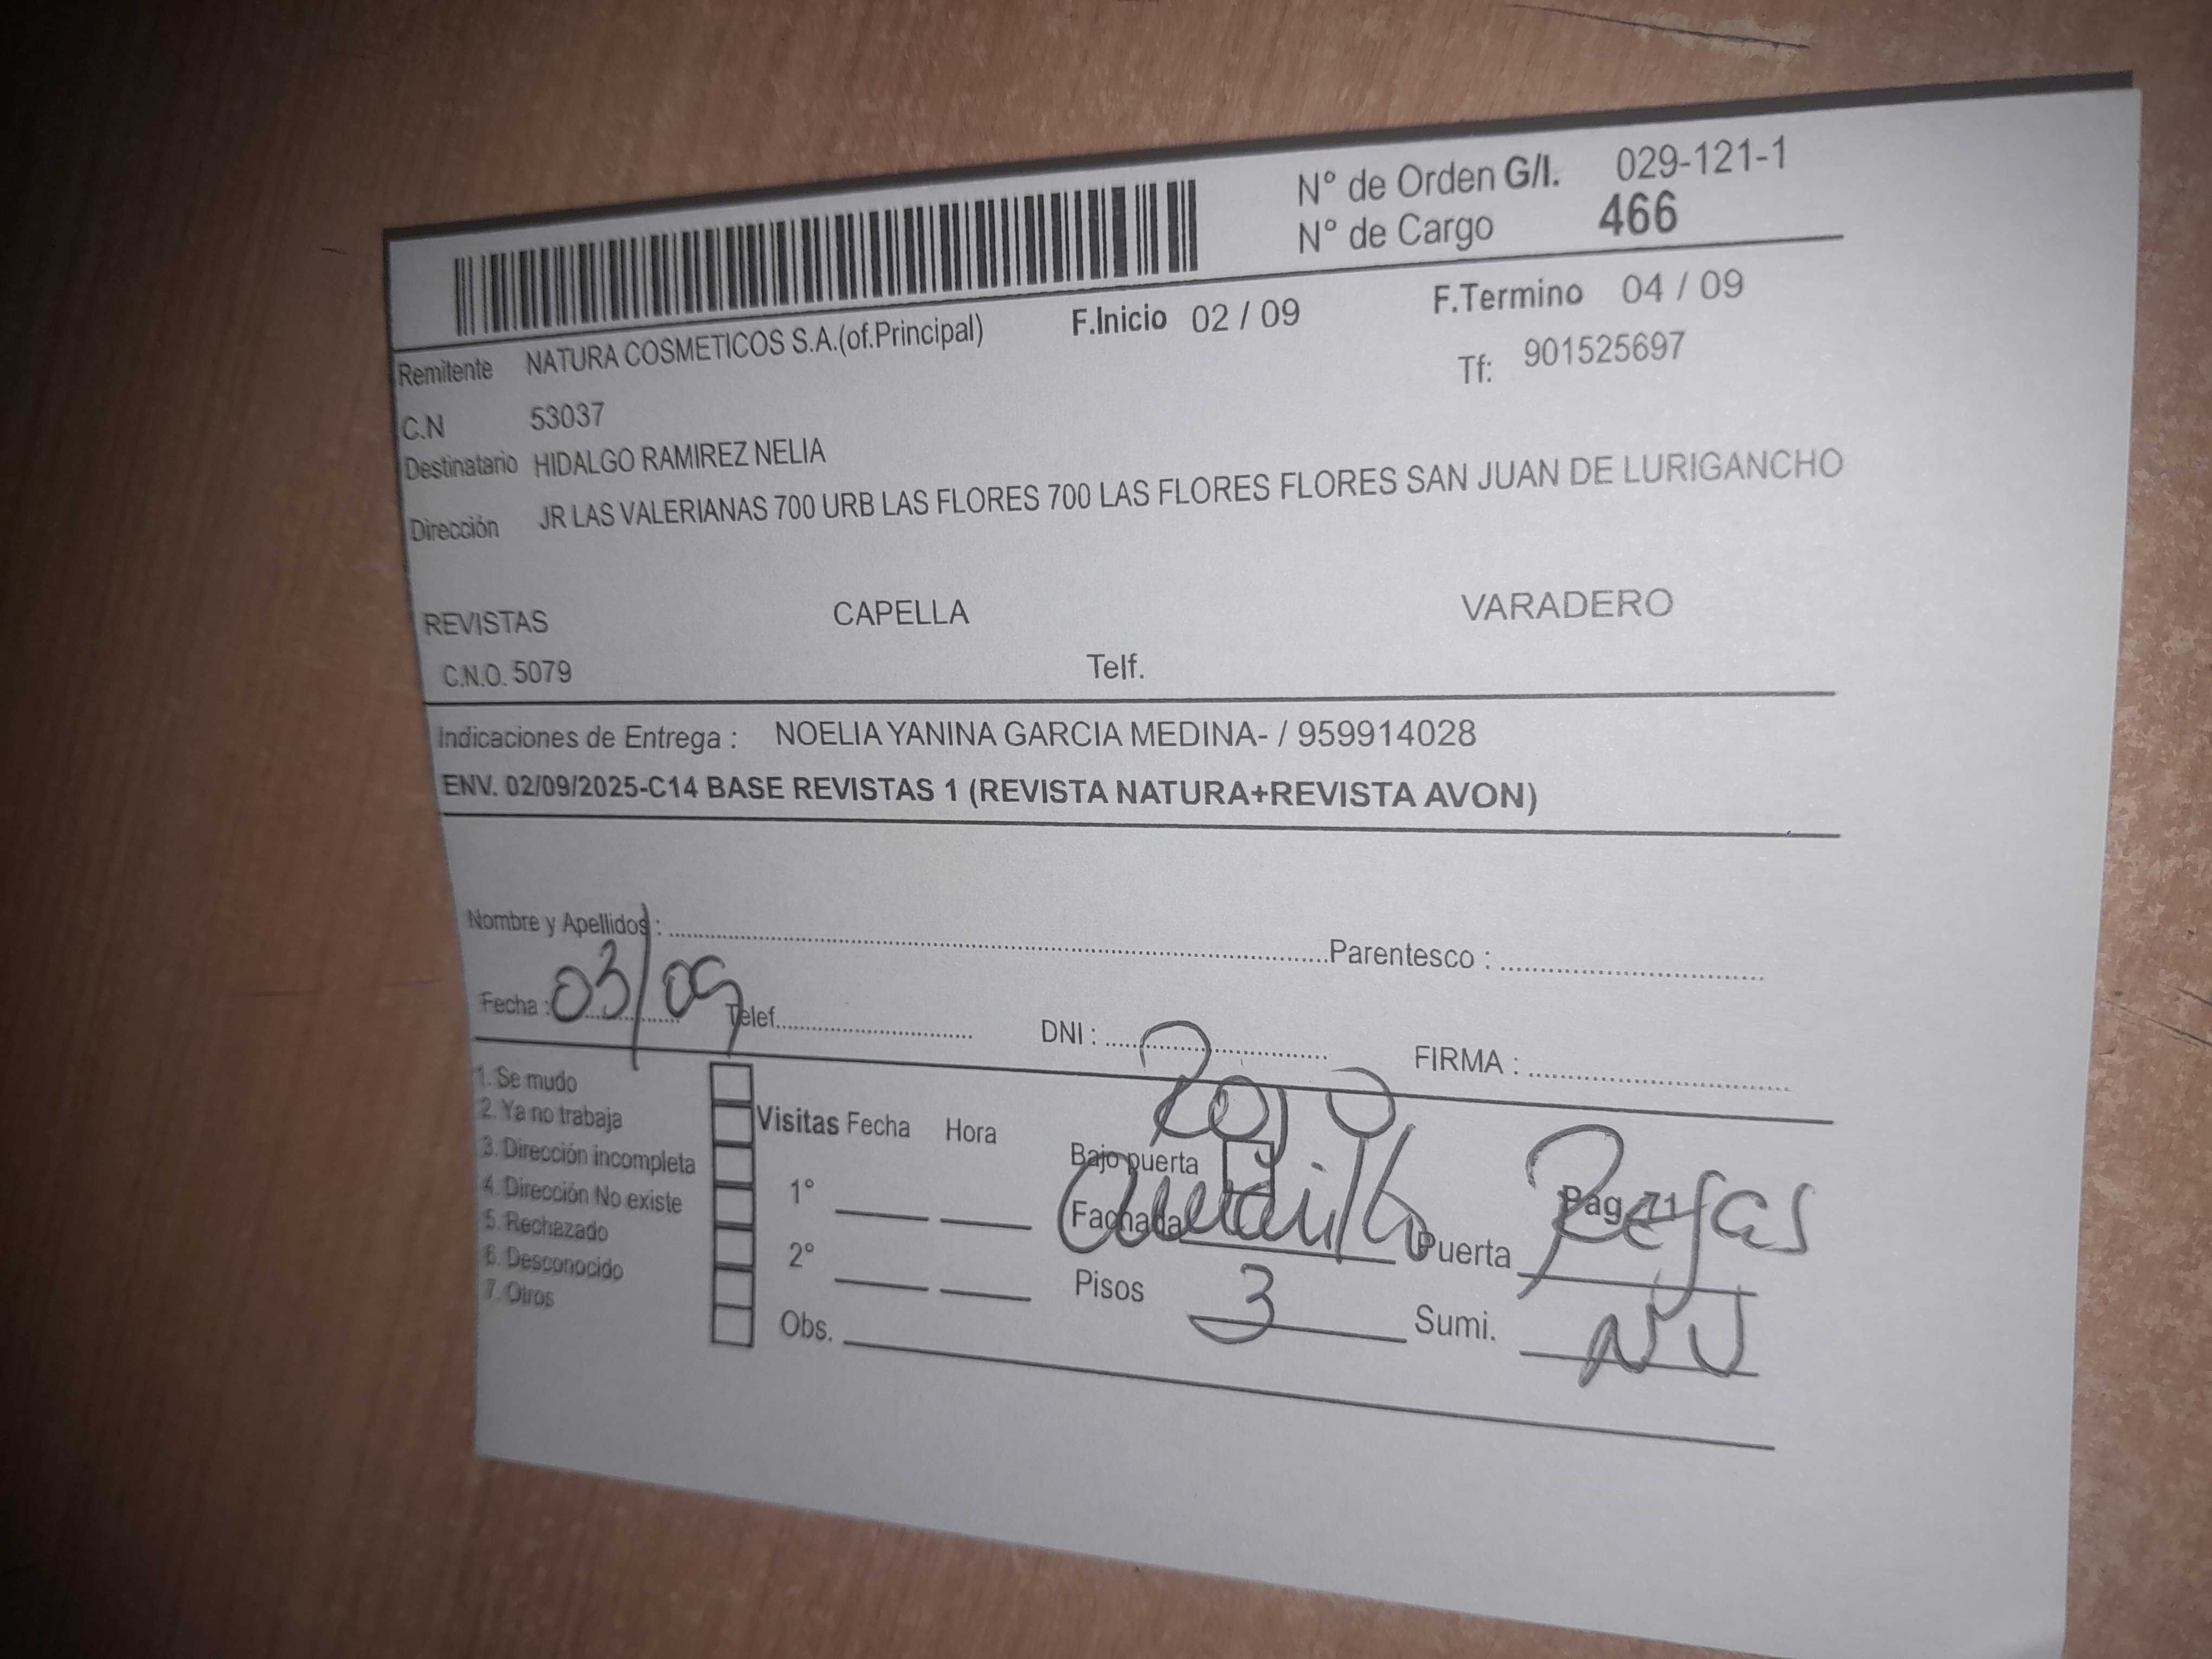 Nº de Orden G/I. 029-121-1
Nº de Cargo 466
F.Inicio 02 / 09 F.Termino 04 / 09
Remitente NATURA COSMETICOS S.A.(of.Principal) Tf: 901525697
C.N 53037
Destinatario HIDALGO RAMIREZ NELIA
Dirección JR LAS VALERIANAS 700 URB LAS FLORES 700 LAS FLORES FLORES SAN JUAN DE LURIGANCHO
REVISTAS CAPELLA VARADERO
C.N.O. 5079 Telf.
Indicaciones de Entrega : NOELIA YANINA GARCIA MEDINA- / 959914028
ENV. 02/09/2025-C14 BASE REVISTAS 1 (REVISTA NATURA+REVISTA AVON)
Nombre y Apellidos : Parentesco :
Fecha : 03/09 Telef. DNI : FIRMA :
1. Se mudo
2. Ya no trabaja
3. Dirección incompleta
4. Dirección No existe
5. Rechazado
6. Desconocido
7. Otros
Visitas Fecha Hora
1º
2º
Obs.
Bajo puerta
Fachada Puerta Rejas
Pisos 3 Sumi. NJ